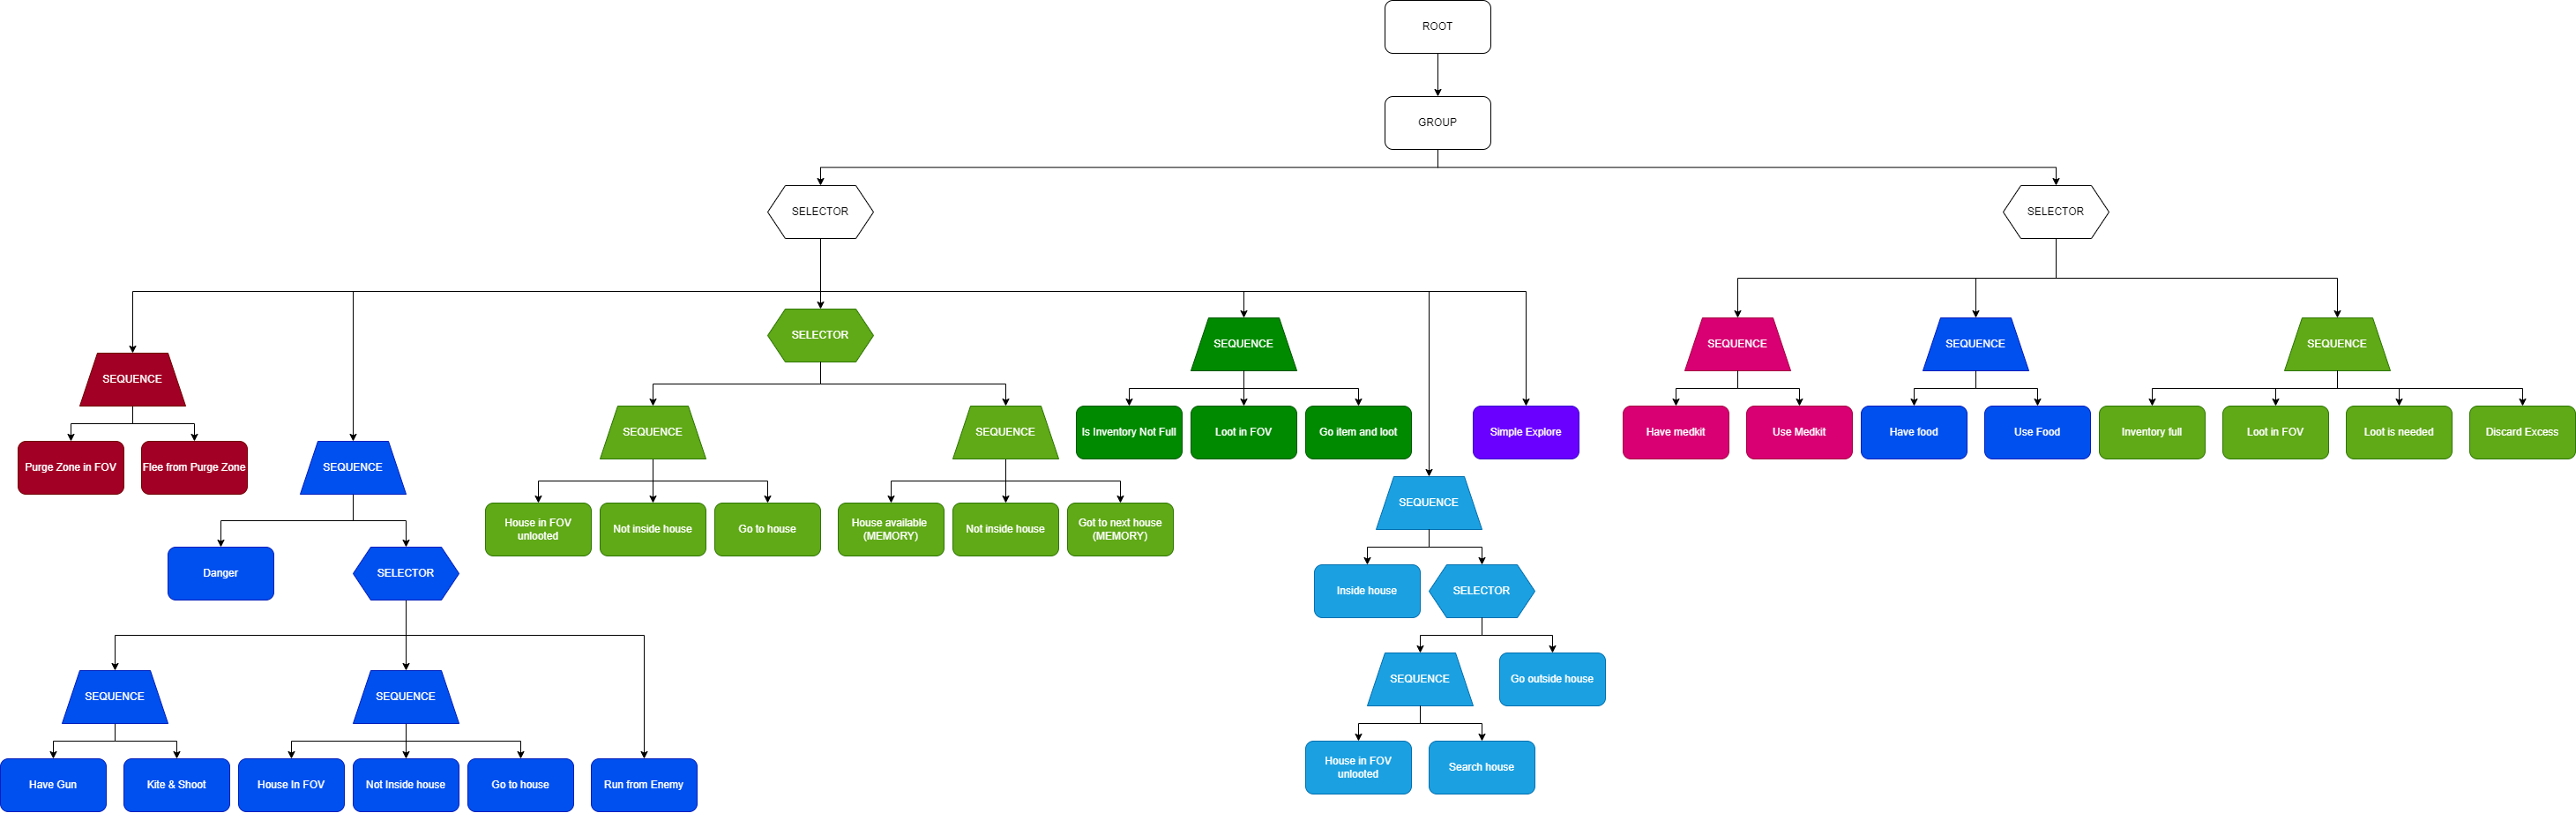 ROOT
GROUP
SELECTOR
SELECTOR
SELECTOR
SEQUENCE
SEQUENCE
SEQUENCE
SEQUENCE
SEQUENCE
SEQUENCE
SEQUENCE
Is Inventory Not Full
Loot in FOV
Go item and loot
Simple Explore
Have medkit
Use Medkit
Have food
Use Food
Inventory full
Loot in FOV
Loot is needed
Discard Excess
Purge Zone in FOV
Flee from Purge Zone
SEQUENCE
SEQUENCE
House in FOV
unlooted
Not inside house
Go to house
House available
(MEMORY)
Not inside house
Got to next house
(MEMORY)
Danger
SELECTOR
Inside house
SELECTOR
SEQUENCE
SEQUENCE
SEQUENCE
Go outside house
Have Gun
Kite & Shoot
House In FOV
Not Inside house
Go to house
Run from Enemy
House in FOV
unlooted
Search house